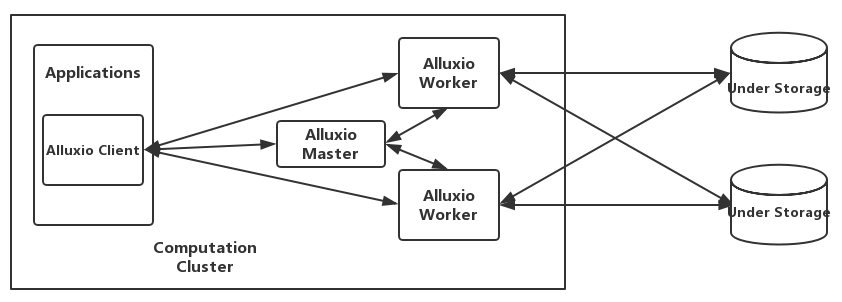 Applications
Alluxio Client
Alluxio
Worker
Alluxio
Master
Alluxio
Worker
Computation
Cluster
Under Storage
Under Storage